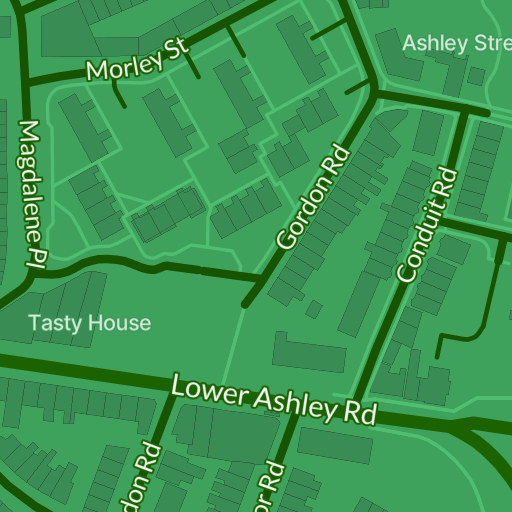 Ashley Stre
Morley St
Magdalene Pl
Gordon Rd
Conduit Rd
Tasty House
Lower Ashley Rd
don Rd
or Rd